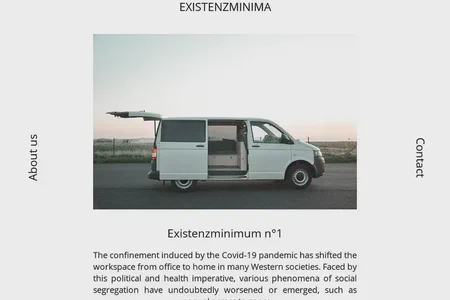 EXISTENZMINIMA
About us
Contact
Existenzminimum n°1
The confinement induced by the Covid-19 pandemic has shifted the
workspace from office to home in many Western societies. Faced by
this political and health imperative, various phenomena of social
segregation have undoubtedly worsened or emerged, such as